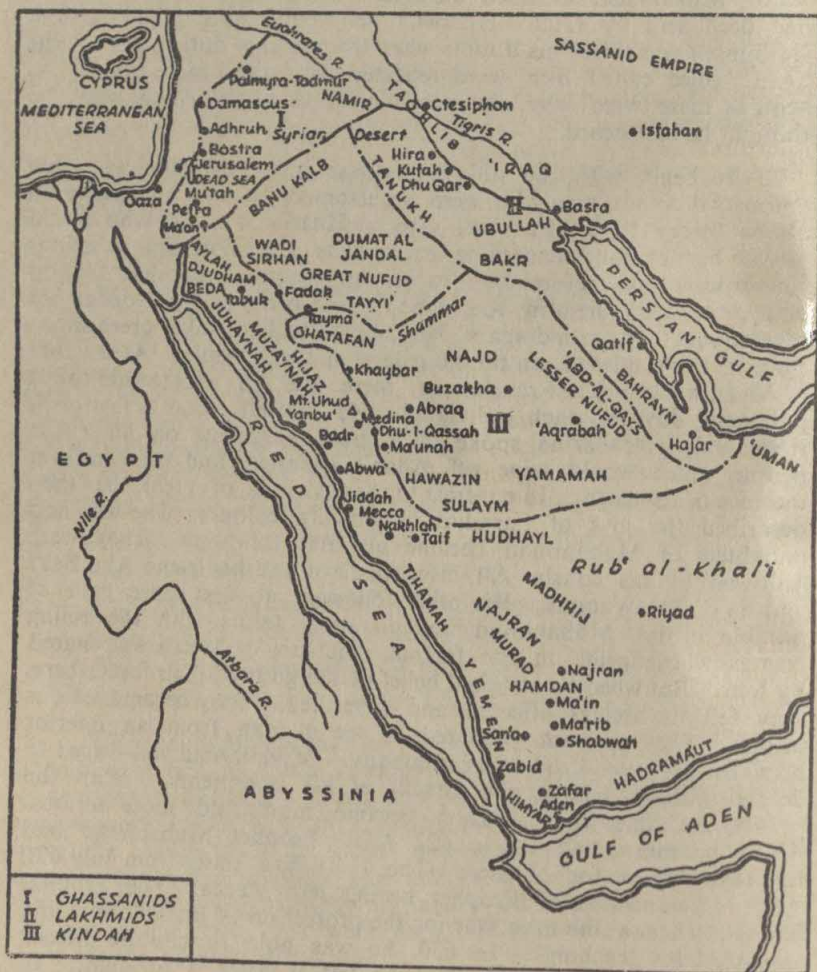 Euphrates R.
SASSANID EMPIRE
CYPRUS
MEDITERRANEAN
SEA
Palmyra-Tadmur
NAMIR
TAGHLIB
Ctesiphon
Tigris R.
Isfahan
Damascus
I
Adhruh
Syrian
Desert
Bostra
Jerusalem
DEAD SEA
Mu'tah
Gaza
Petra
Ma'an
BANU KALB
TANUKH
Hira
Kufah
Dhu Qar
'IRAQ
II
Basra
UBULLAH
BAKR
PERSIAN GULF
AYLAH
DJUDHAM
BEDA
Tabuk
WADI
SIRHAN
DUMAT AL
JANDAL
GREAT NUFUD
Fadak
TAYYI'
Tayma
Shammar
GHATAFAN
JUHAYNAH
MUZAYNAH
HIJAZ
Khaybar
NAJD
Buzakha
Qatif
'ABD-AL-QAYS
BAHRAYN
LESSER NUFUD
Mt. Uhud
Yanbu'
Medina
Abraq
III
'Aqrabah
Hajar
'UMAN
Badr
Dhu-l-Qassah
Ma'unah
EGYPT
Nile R.
RED SEA
Abwa'
HAWAZIN
YAMAMAH
SULAYM
Jiddah
Mecca
Nakhlah
Taif
HUDHAYL
Rub' al-Khali
MADHHIJ
Riyad
TIHAMAH
NAJRAN
MURAD
Najran
YEMEN
HAMDAN
Ma'in
Ma'rib
San'ao
Shabwah
Atbara R.
ABYSSINIA
Zabid
HADRAMAUT
Zafar
Aden
HIMYAR
GULF OF ADEN
I GHASSANIDS
II LAKHMIDS
III KINDAH